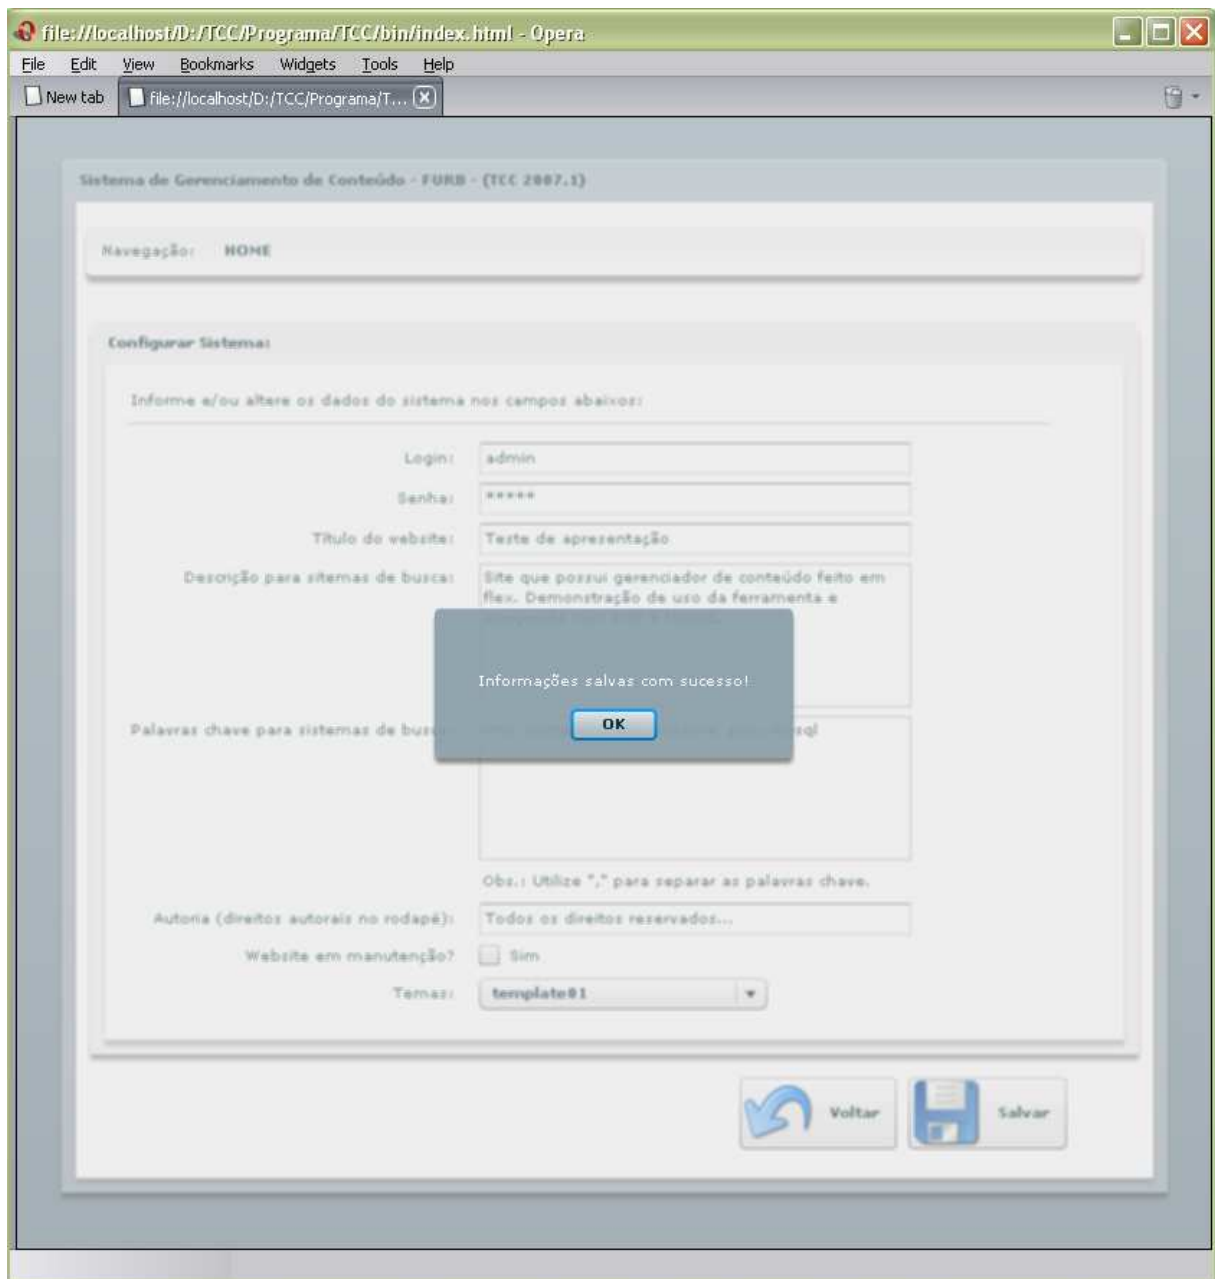 file://localhost/D:/TCC/Programa/TCC/bin/index.html - Opera
File Edit View Bookmarks Widgets Tools Help
New tab file://localhost/D:/TCC/Programa/T...
Sistema de Gerenciamento de Conteúdo - FURB - (TCC 2007.1)
Navegação: HOME
Configurar Sistema:
Informe e/ou altere os dados do sistema nos campos abaixos:
Login: admin
Senha: *****
Título do website: Teste de apresentação
Descrição para sitemas de busca: Site que possui gerenciador de conteúdo feito em
flex. Demonstração de uso da ferramenta e
Informações salvas com sucesso!
OK
Palavras chave para sistemas de
Obs.: Utilize "," para separar as palavras chave.
Autoria (direitos autorais no rodapé): Todos os direitos reservados...
Website em manutenção? Sim
Temas: template01
Voltar Salvar